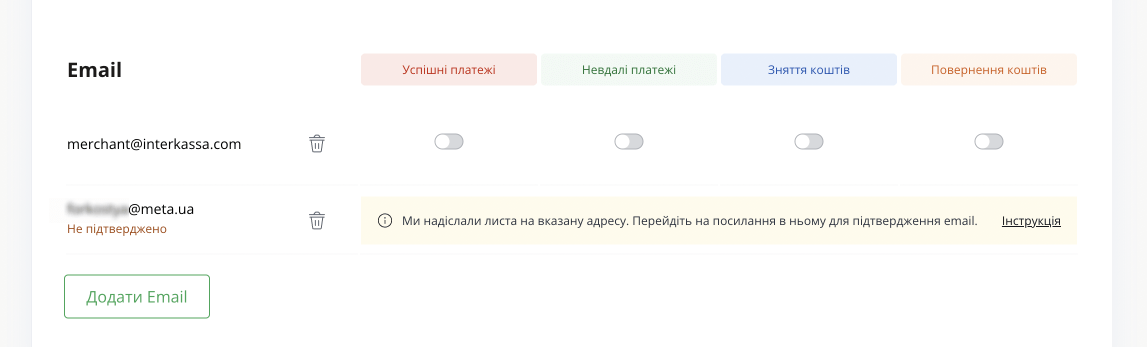 Email Успішні платежі Невдалі платежі Зняття коштів Повернення коштів
merchant@interkassa.com
@meta.ua
Не підтверджено
Ми надіслали листа на вказану адресу. Перейдіть на посилання в ньому для підтвердження email. Інструкція
Додати Email